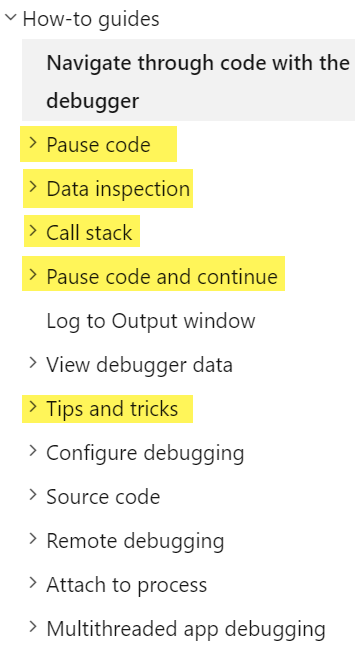 How-to guides
Navigate through code with the
debugger
Pause code
Data inspection
Call stack
Pause code and continue
Log to Output window
View debugger data
Tips and tricks
Configure debugging
Source code
Remote debugging
Attach to process
Multithreaded app debugging